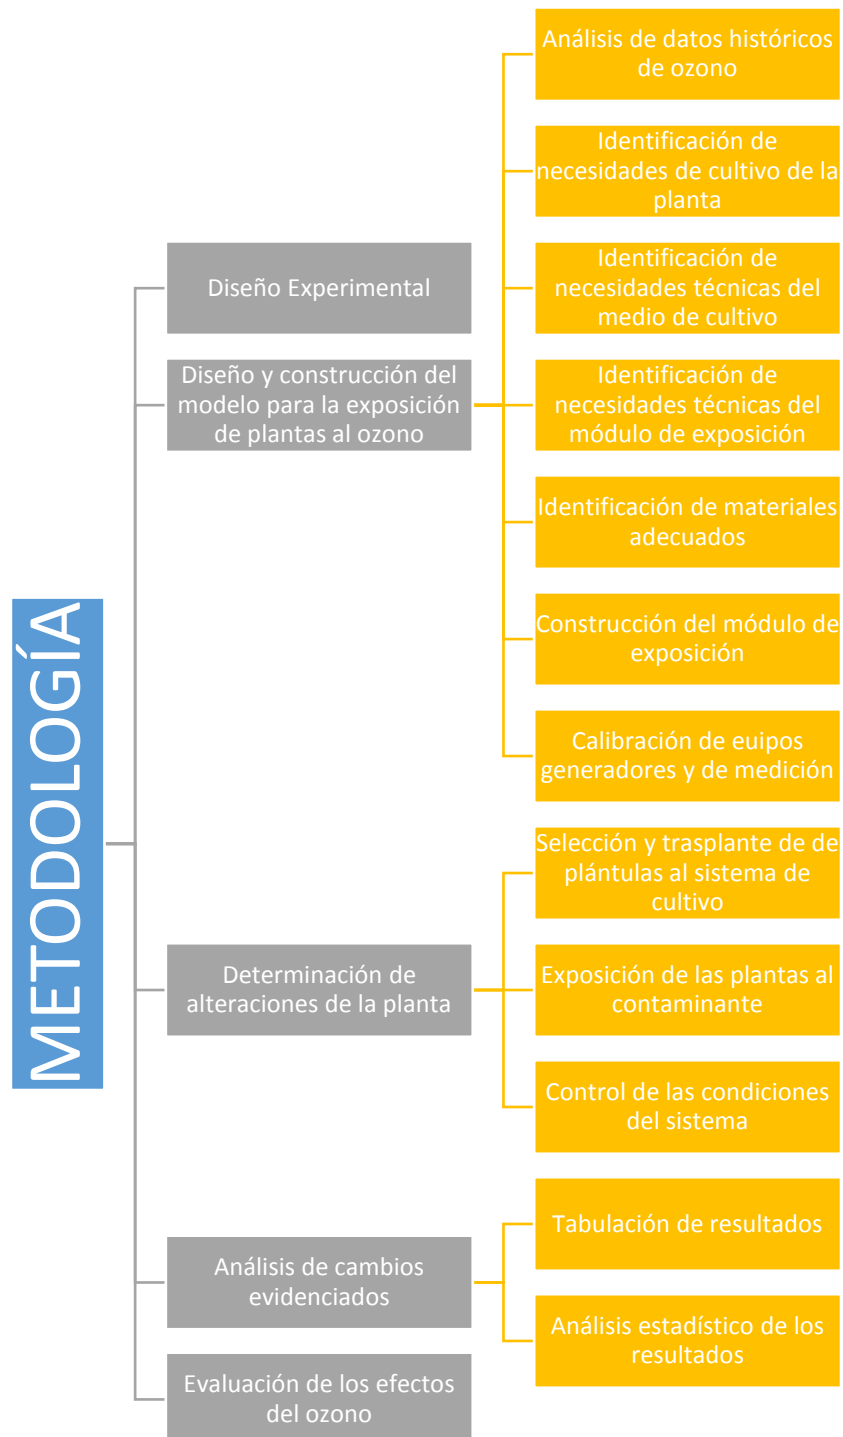 METODOLOGÍA
Diseño Experimental
Diseño y construcción del
modelo para la exposición
de plantas al ozono
Análisis de datos históricos
de ozono
Identificación de
necesidades de cultivo de la
planta
Identificación de
necesidades técnicas del
medio de cultivo
Identificación de
necesidades técnicas del
módulo de exposición
Identificación de materiales
adecuados
Construcción del módulo de
exposición
Calibración de euipos
generadores y de medición
Determinación de
alteraciones de la planta
Selección y trasplante de de
plántulas al sistema de
cultivo
Exposición de las plantas al
contaminante
Control de las condiciones
del sistema
Análisis de cambios
evidenciados
Tabulación de resultados
Análisis estadístico de los
resultados
Evaluación de los efectos
del ozono